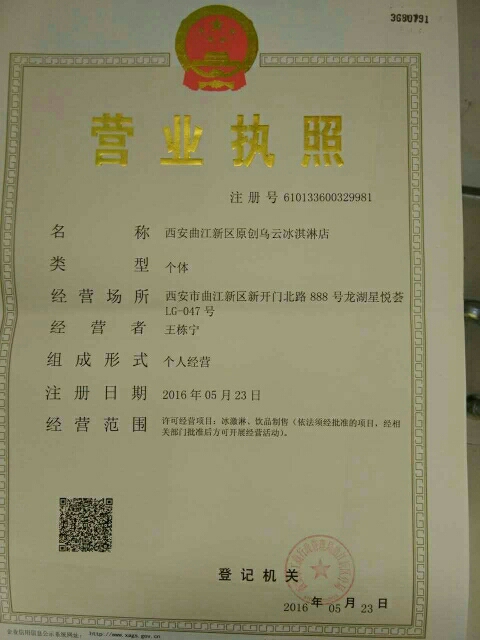 3G80791
营业执照
注册号 610133600329981
名称 西安曲江新区原创乌云冰淇淋店
类型 个体
经营场所 西安市曲江新区新开门北路 888 号龙湖星悦荟
LG-047 号
经营者 王栋宁
组成形式 个人经营
注册日期 2016 年 05 月 23 日
经营范围 许可经营项目：冰激淋、饮品制售（依法须经批准的项目，经相
关部门批准后方可开展经营活动）。
登记机关
2016 年 05 月 23 日
企业信用信息公示系统网址： http://www.xags.gov.cn